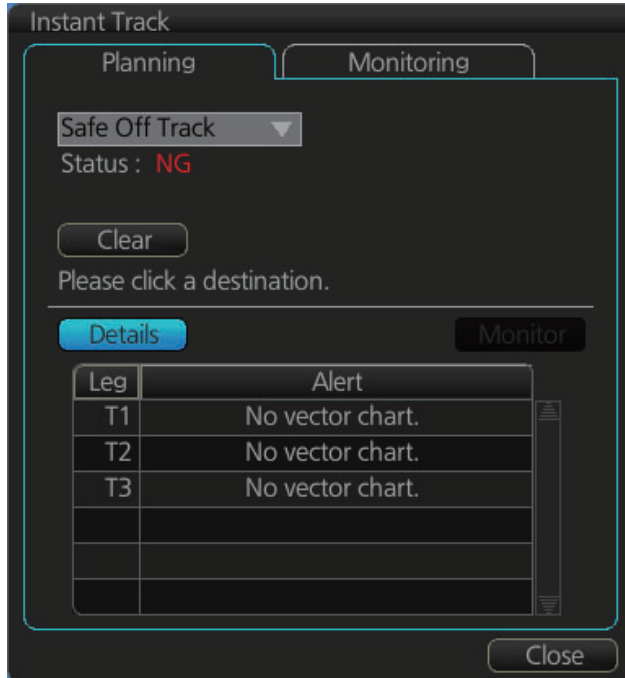 Instant Track
Planning Monitoring
Safe Off Track
Status : NG
Clear
Please click a destination.
Details Monitor
Leg Alert
T1 No vector chart.
T2 No vector chart.
T3 No vector chart.
Close